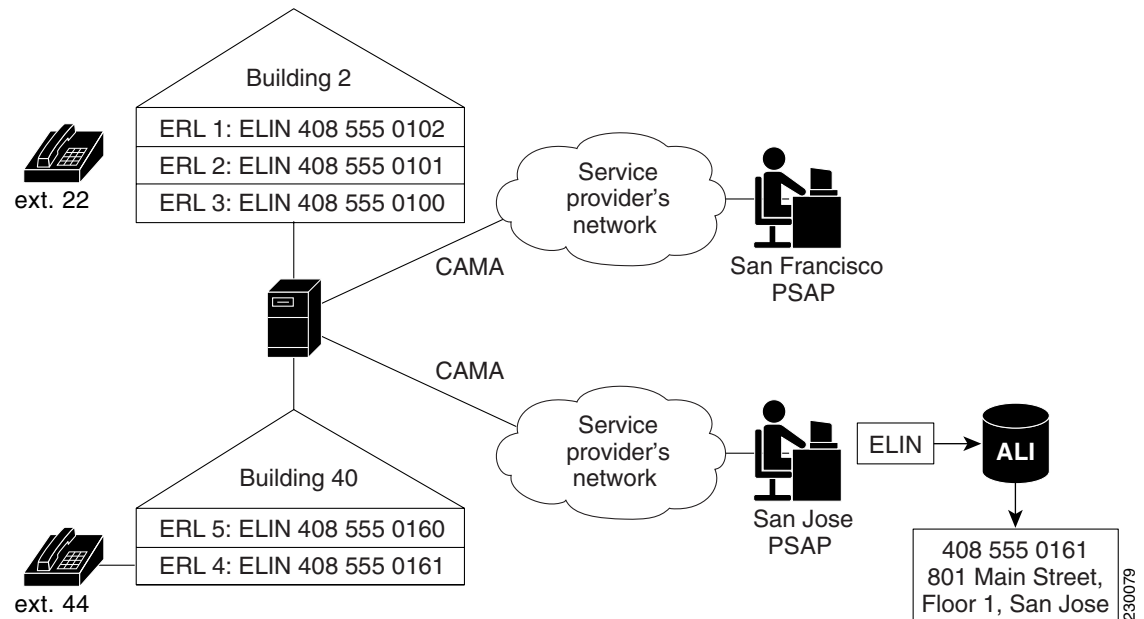 Building 2
ERL 1: ELIN 408 555 0102
ERL 2: ELIN 408 555 0101
ERL 3: ELIN 408 555 0100
ext. 22
Service
provider's
network
CAMA
San Francisco
PSAP
CAMA
Service
provider's
network
San Jose
PSAP
ELIN
ALI
408 555 0161
801 Main Street,
Floor 1, San Jose
Building 40
ERL 5: ELIN 408 555 0160
ERL 4: ELIN 408 555 0161
ext. 44
230079